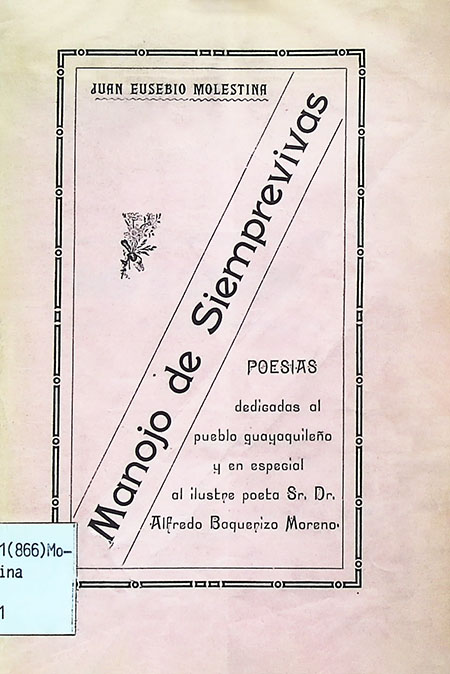 JUAN EUSEBIO MOLESTINA
Manojo de Siemprevivas
POESIAS
dedicadas al
pueblo guayaquileño
y en especial
al ilustre poeta Sr. Dr.
Alfredo Baquerizo Moreno.
1(866)Mo-
ina
1